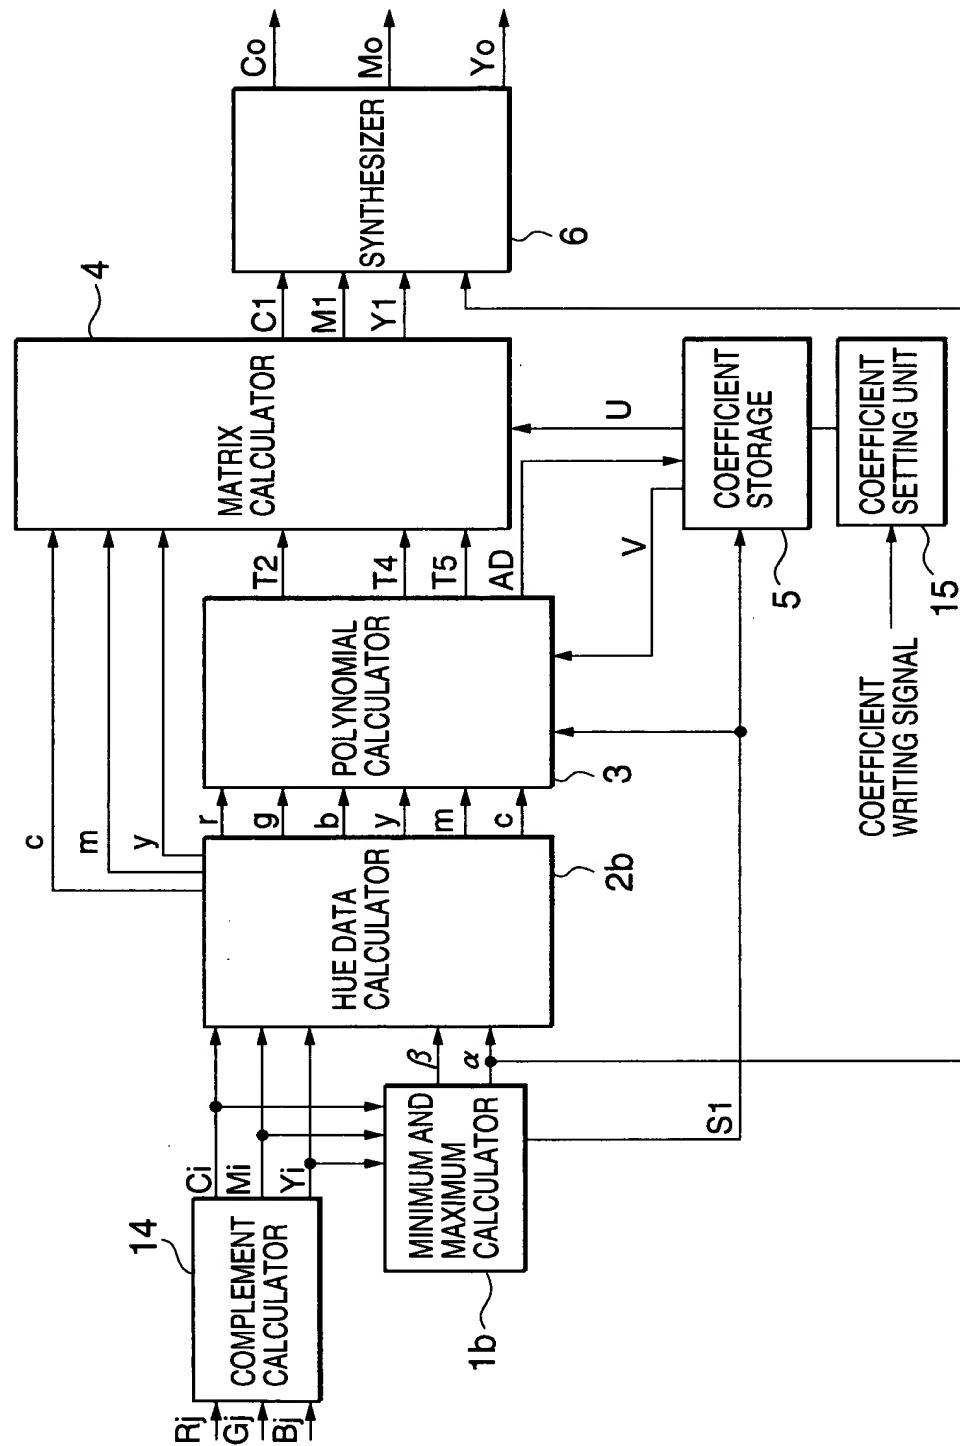 Rj
Gj
Bj
14
COMPLEMENT
CALCULATOR
Ci
Mi
Yi
MINIMUM AND
MAXIMUM
CALCULATOR
1b
β
α
S1
HUE DATA
CALCULATOR
2b
c
m
y
r
g
b
y
m
c
POLYNOMIAL
CALCULATOR
3
T2
T4
T5
AD
V
U
MATRIX
CALCULATOR
4
COEFFICIENT
STORAGE
5
COEFFICIENT
SETTING UNIT
15
COEFFICIENT
WRITING SIGNAL
C1
M1
Y1
SYNTHESIZER
6
Co
Mo
Yo